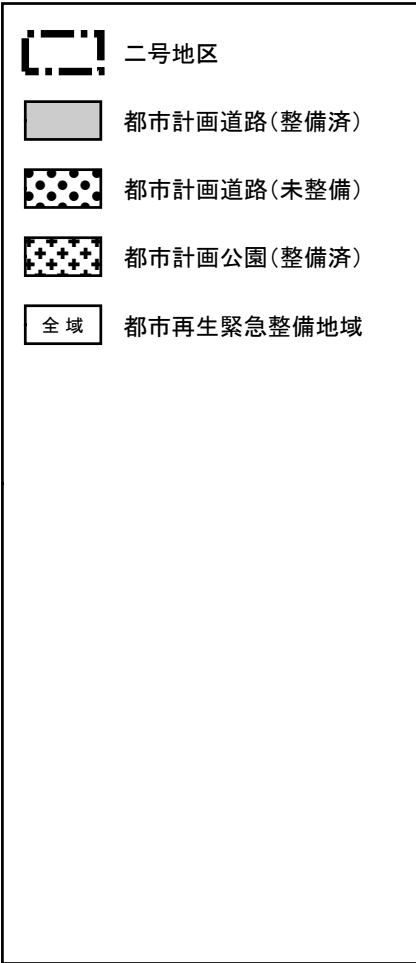 二号地区
都市計画道路(整備済)
都市計画道路(未整備)
都市計画公園(整備済)
全域 都市再生緊急整備地域